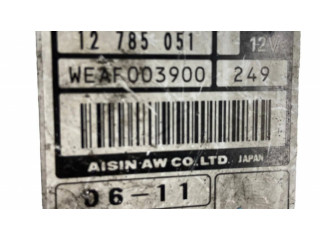 12 785 051 12V
WEAF003900 249
AISIN AW CO.,LTD. JAPAN
06-11